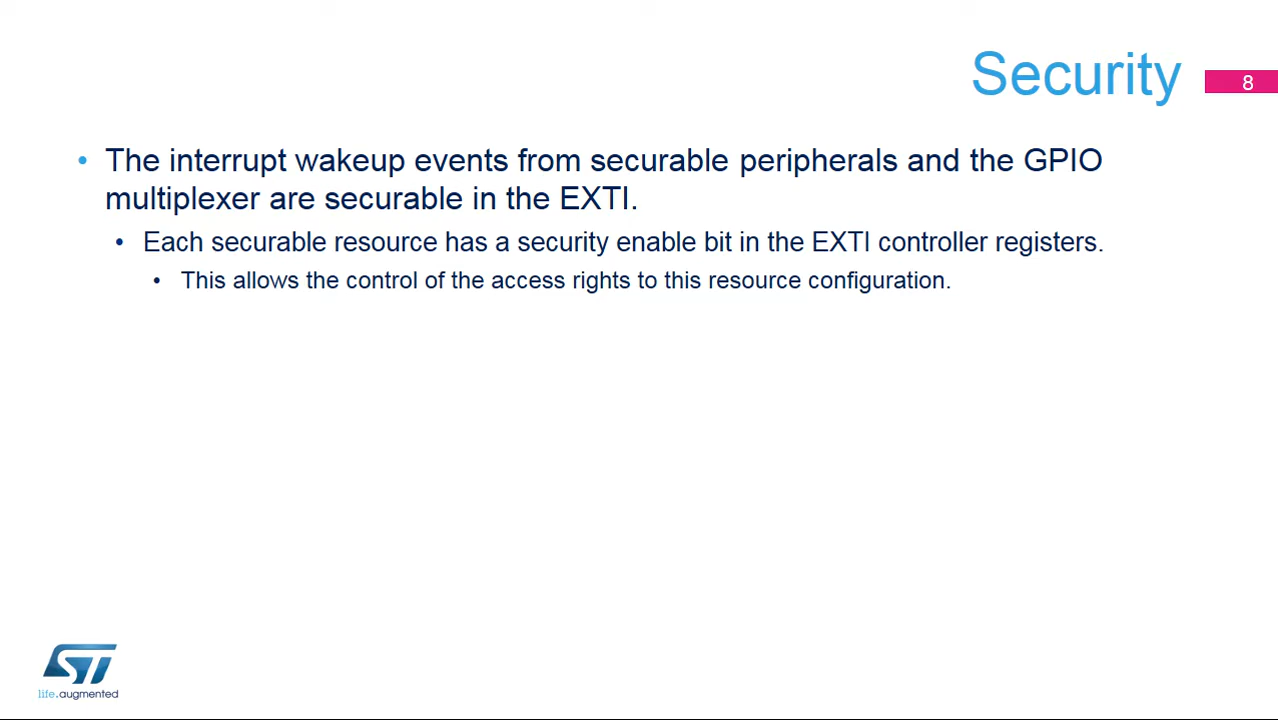 Security
8
• The interrupt wakeup events from securable peripherals and the GPIO
multiplexer are securable in the EXTI.
• Each securable resource has a security enable bit in the EXTI controller registers.
• This allows the control of the access rights to this resource configuration.
ST
life.augmented